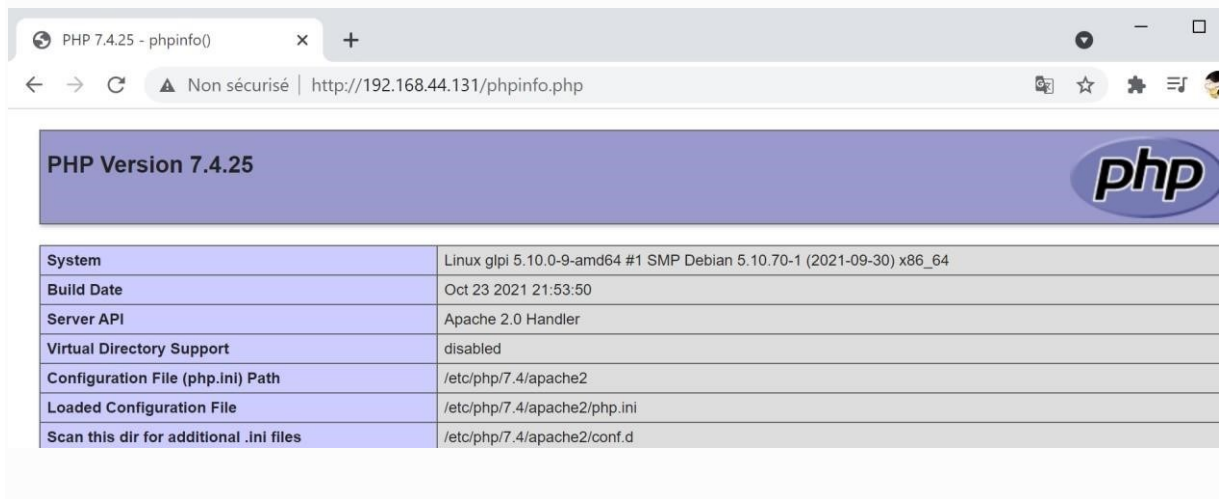 PHP 7.4.25 - phpinfo()
Non sécurisé | http://192.168.44.131/phpinfo.php
PHP Version 7.4.25
php
System Linux glpi 5.10.0-9-amd64 #1 SMP Debian 5.10.70-1 (2021-09-30) x86_64
Build Date Oct 23 2021 21:53:50
Server API Apache 2.0 Handler
Virtual Directory Support disabled
Configuration File (php.ini) Path /etc/php/7.4/apache2
Loaded Configuration File /etc/php/7.4/apache2/php.ini
Scan this dir for additional .ini files /etc/php/7.4/apache2/conf.d